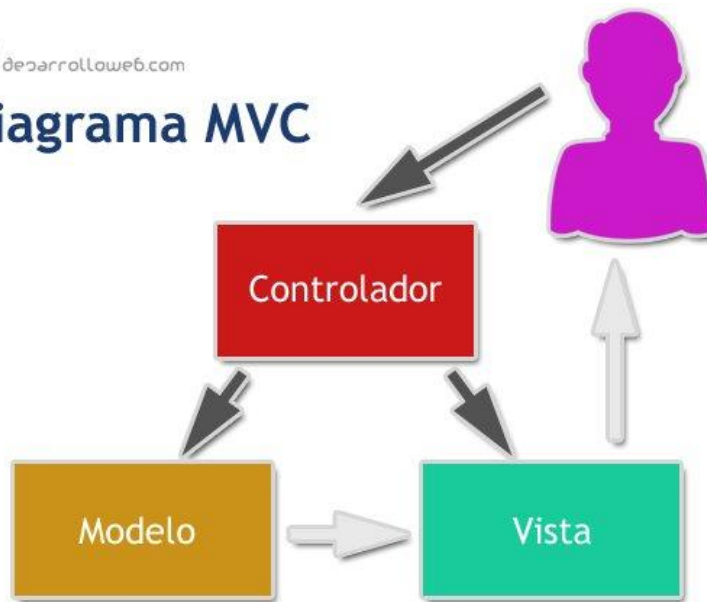 desarrolloweb.com
iagrama MVC
Controlador
Modelo
Vista